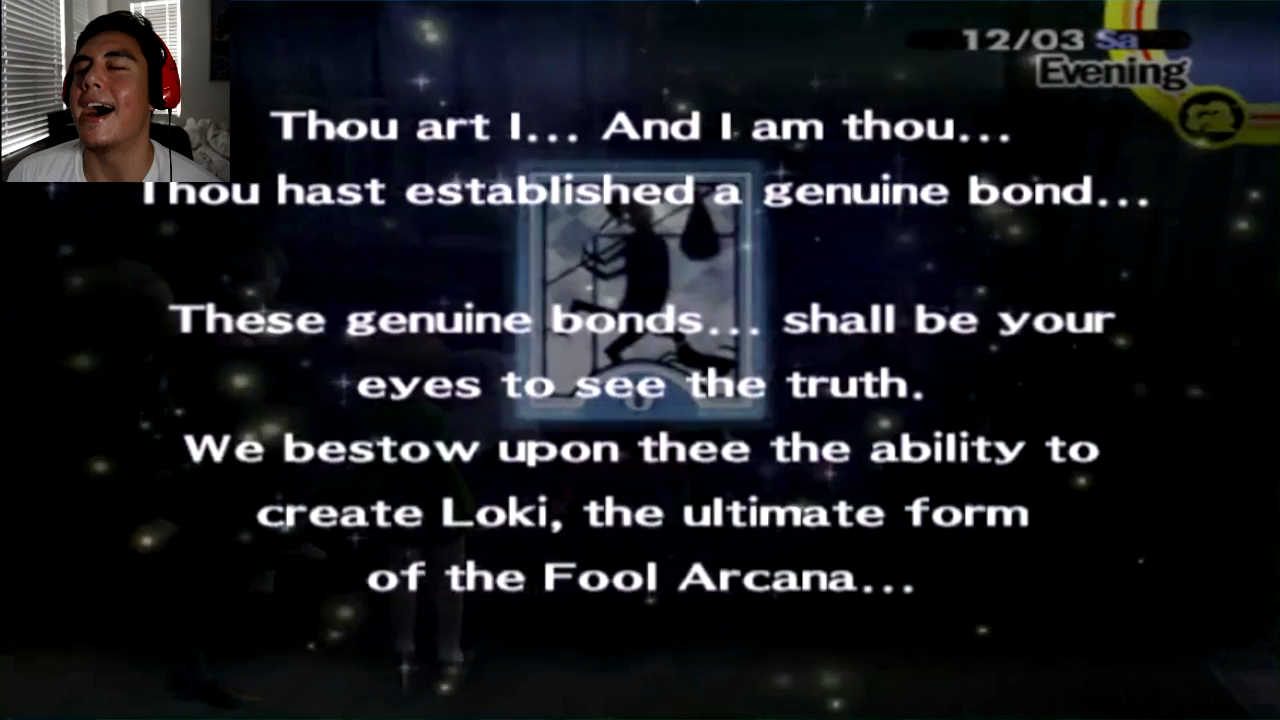 12/03 Sa
Evening
Thou art I... And I am thou...
Thou hast established a genuine bond...
These genuine bonds... shall be your
eyes to see the truth.
We bestow upon thee the ability to
create Loki, the ultimate form
of the Fool Arcana...
0